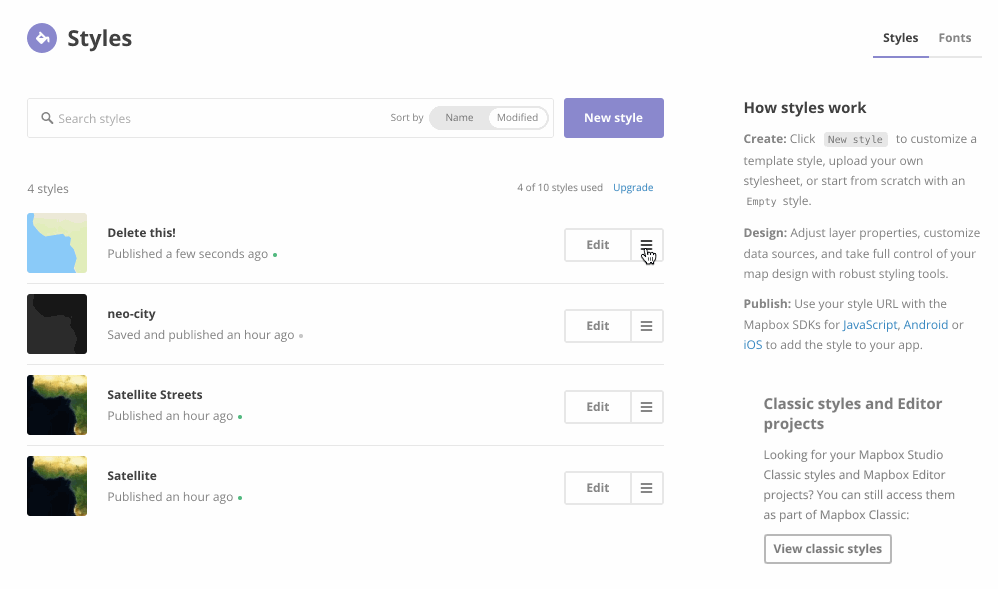 Styles
Styles Fonts
Search styles
Sort by Name Modified
New style
4 styles
4 of 10 styles used Upgrade
Delete this!
Published a few seconds ago
Edit
neo-city
Saved and published an hour ago
Edit
Satellite Streets
Published an hour ago
Edit
Satellite
Published an hour ago
Edit
How styles work
Create: Click New style to customize a
template style, upload your own
stylesheet, or start from scratch with an
Empty style.
Design: Adjust layer properties, customize
data sources, and take full control of your
map design with robust styling tools.
Publish: Use your style URL with the
Mapbox SDKs for JavaScript, Android or
iOS to add the style to your app.
Classic styles and Editor
projects
Looking for your Mapbox Studio
Classic styles and Mapbox Editor
projects? You can still access them
as part of Mapbox Classic:
View classic styles